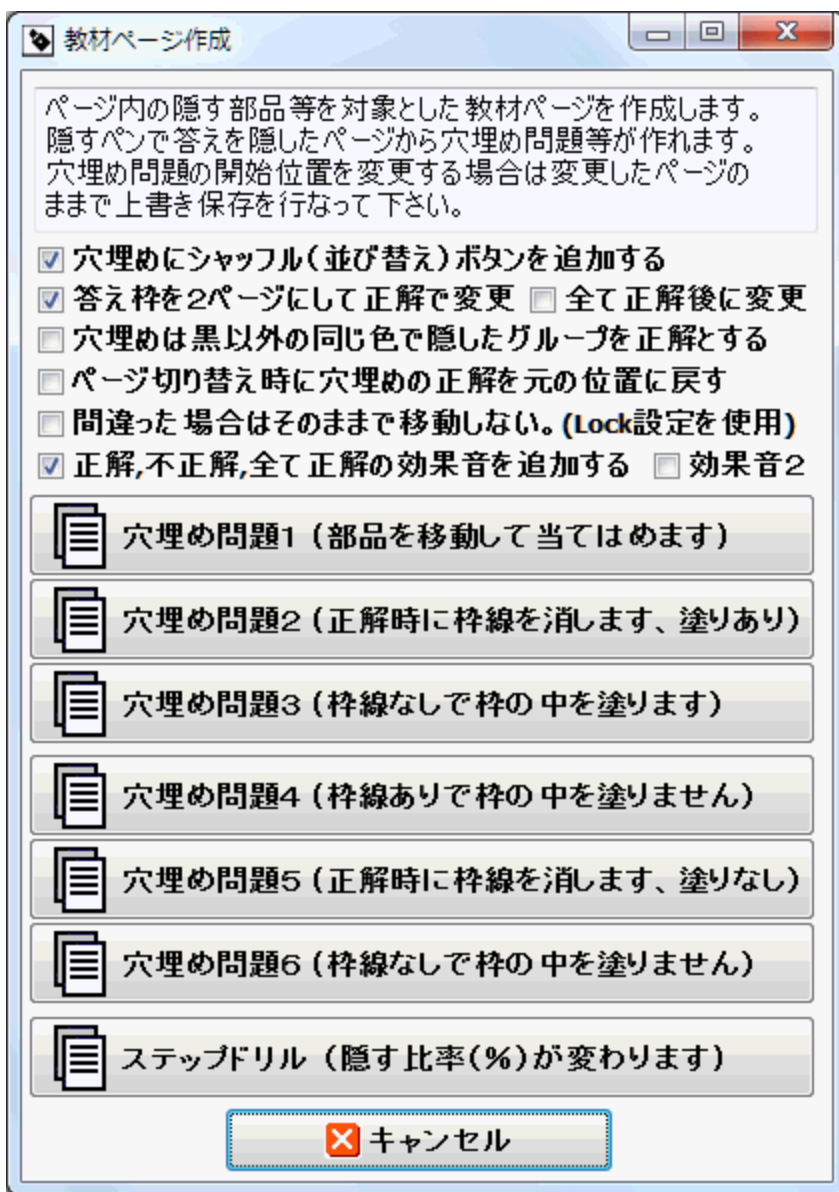 教材ページ作成
ページ内の隠す部品等を対象とした教材ページを作成します。
隠すペンで答えを隠したページから穴埋め問題等が作れます。
穴埋め問題の開始位置を変更する場合は変更したページの
ままで上書き保存を行なって下さい。
穴埋めにシャッフル(並び替え)ボタンを追加する
答え枠を2ページにして正解で変更 全て正解後に変更
穴埋めは黒以外の同じ色で隠したグループを正解とする
ページ切り替え時に穴埋めの正解を元の位置に戻す
間違った場合はそのままで移動しない。(Lock設定を使用)
正解,不正解,全て正解の効果音を追加する 効果音2
穴埋め問題1 (部品を移動して当てはめます)
穴埋め問題2 (正解時に枠線を消します、塗りあり)
穴埋め問題3 (枠線なしで枠の中を塗ります)
穴埋め問題4 (枠線ありで枠の中を塗りません)
穴埋め問題5 (正解時に枠線を消します、塗りなし)
穴埋め問題6 (枠線なしで枠の中を塗りません)
ステップドリル (隠す比率(%)が変わります)
キャンセル